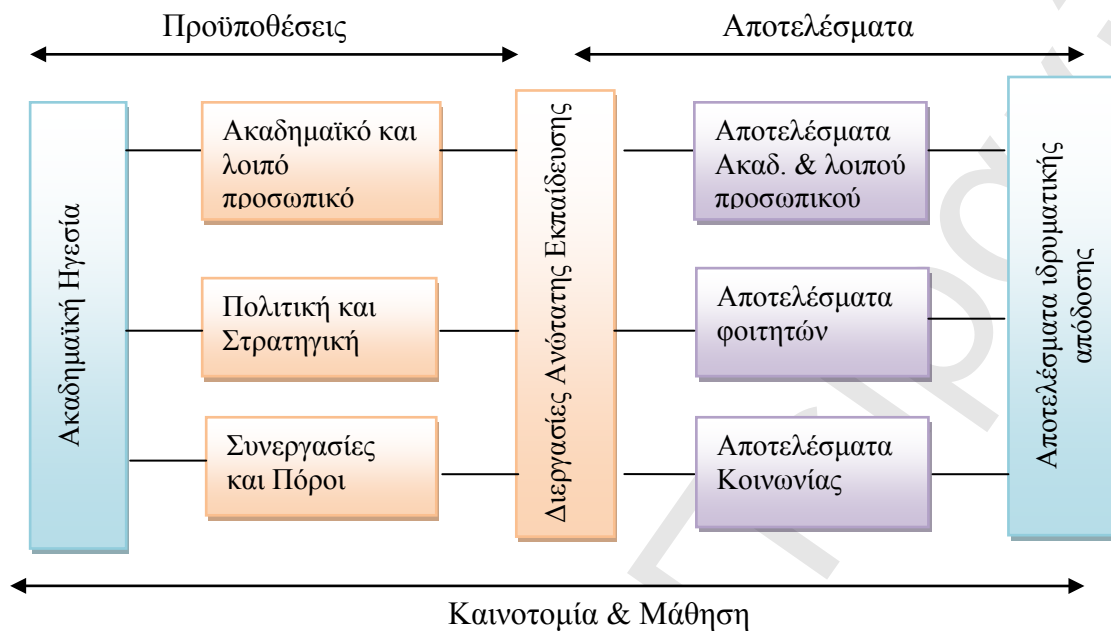 Προϋποθέσεις
Αποτελέσματα
Ακαδημαϊκή Ηγεσία
Ακαδημαϊκό και
λοιπό
προσωπικό
Πολιτική και
Στρατηγική
Συνεργασίες
και Πόροι
Διεργασίες Ανώτατης Εκπαίδευσης
Αποτελέσματα
Ακαδ. & λοιπού
προσωπικού
Αποτελέσματα
φοιτητών
Αποτελέσματα
Κοινωνίας
Αποτελέσματα ιδρυματικής
απόδοσης
Καινοτομία & Μάθηση